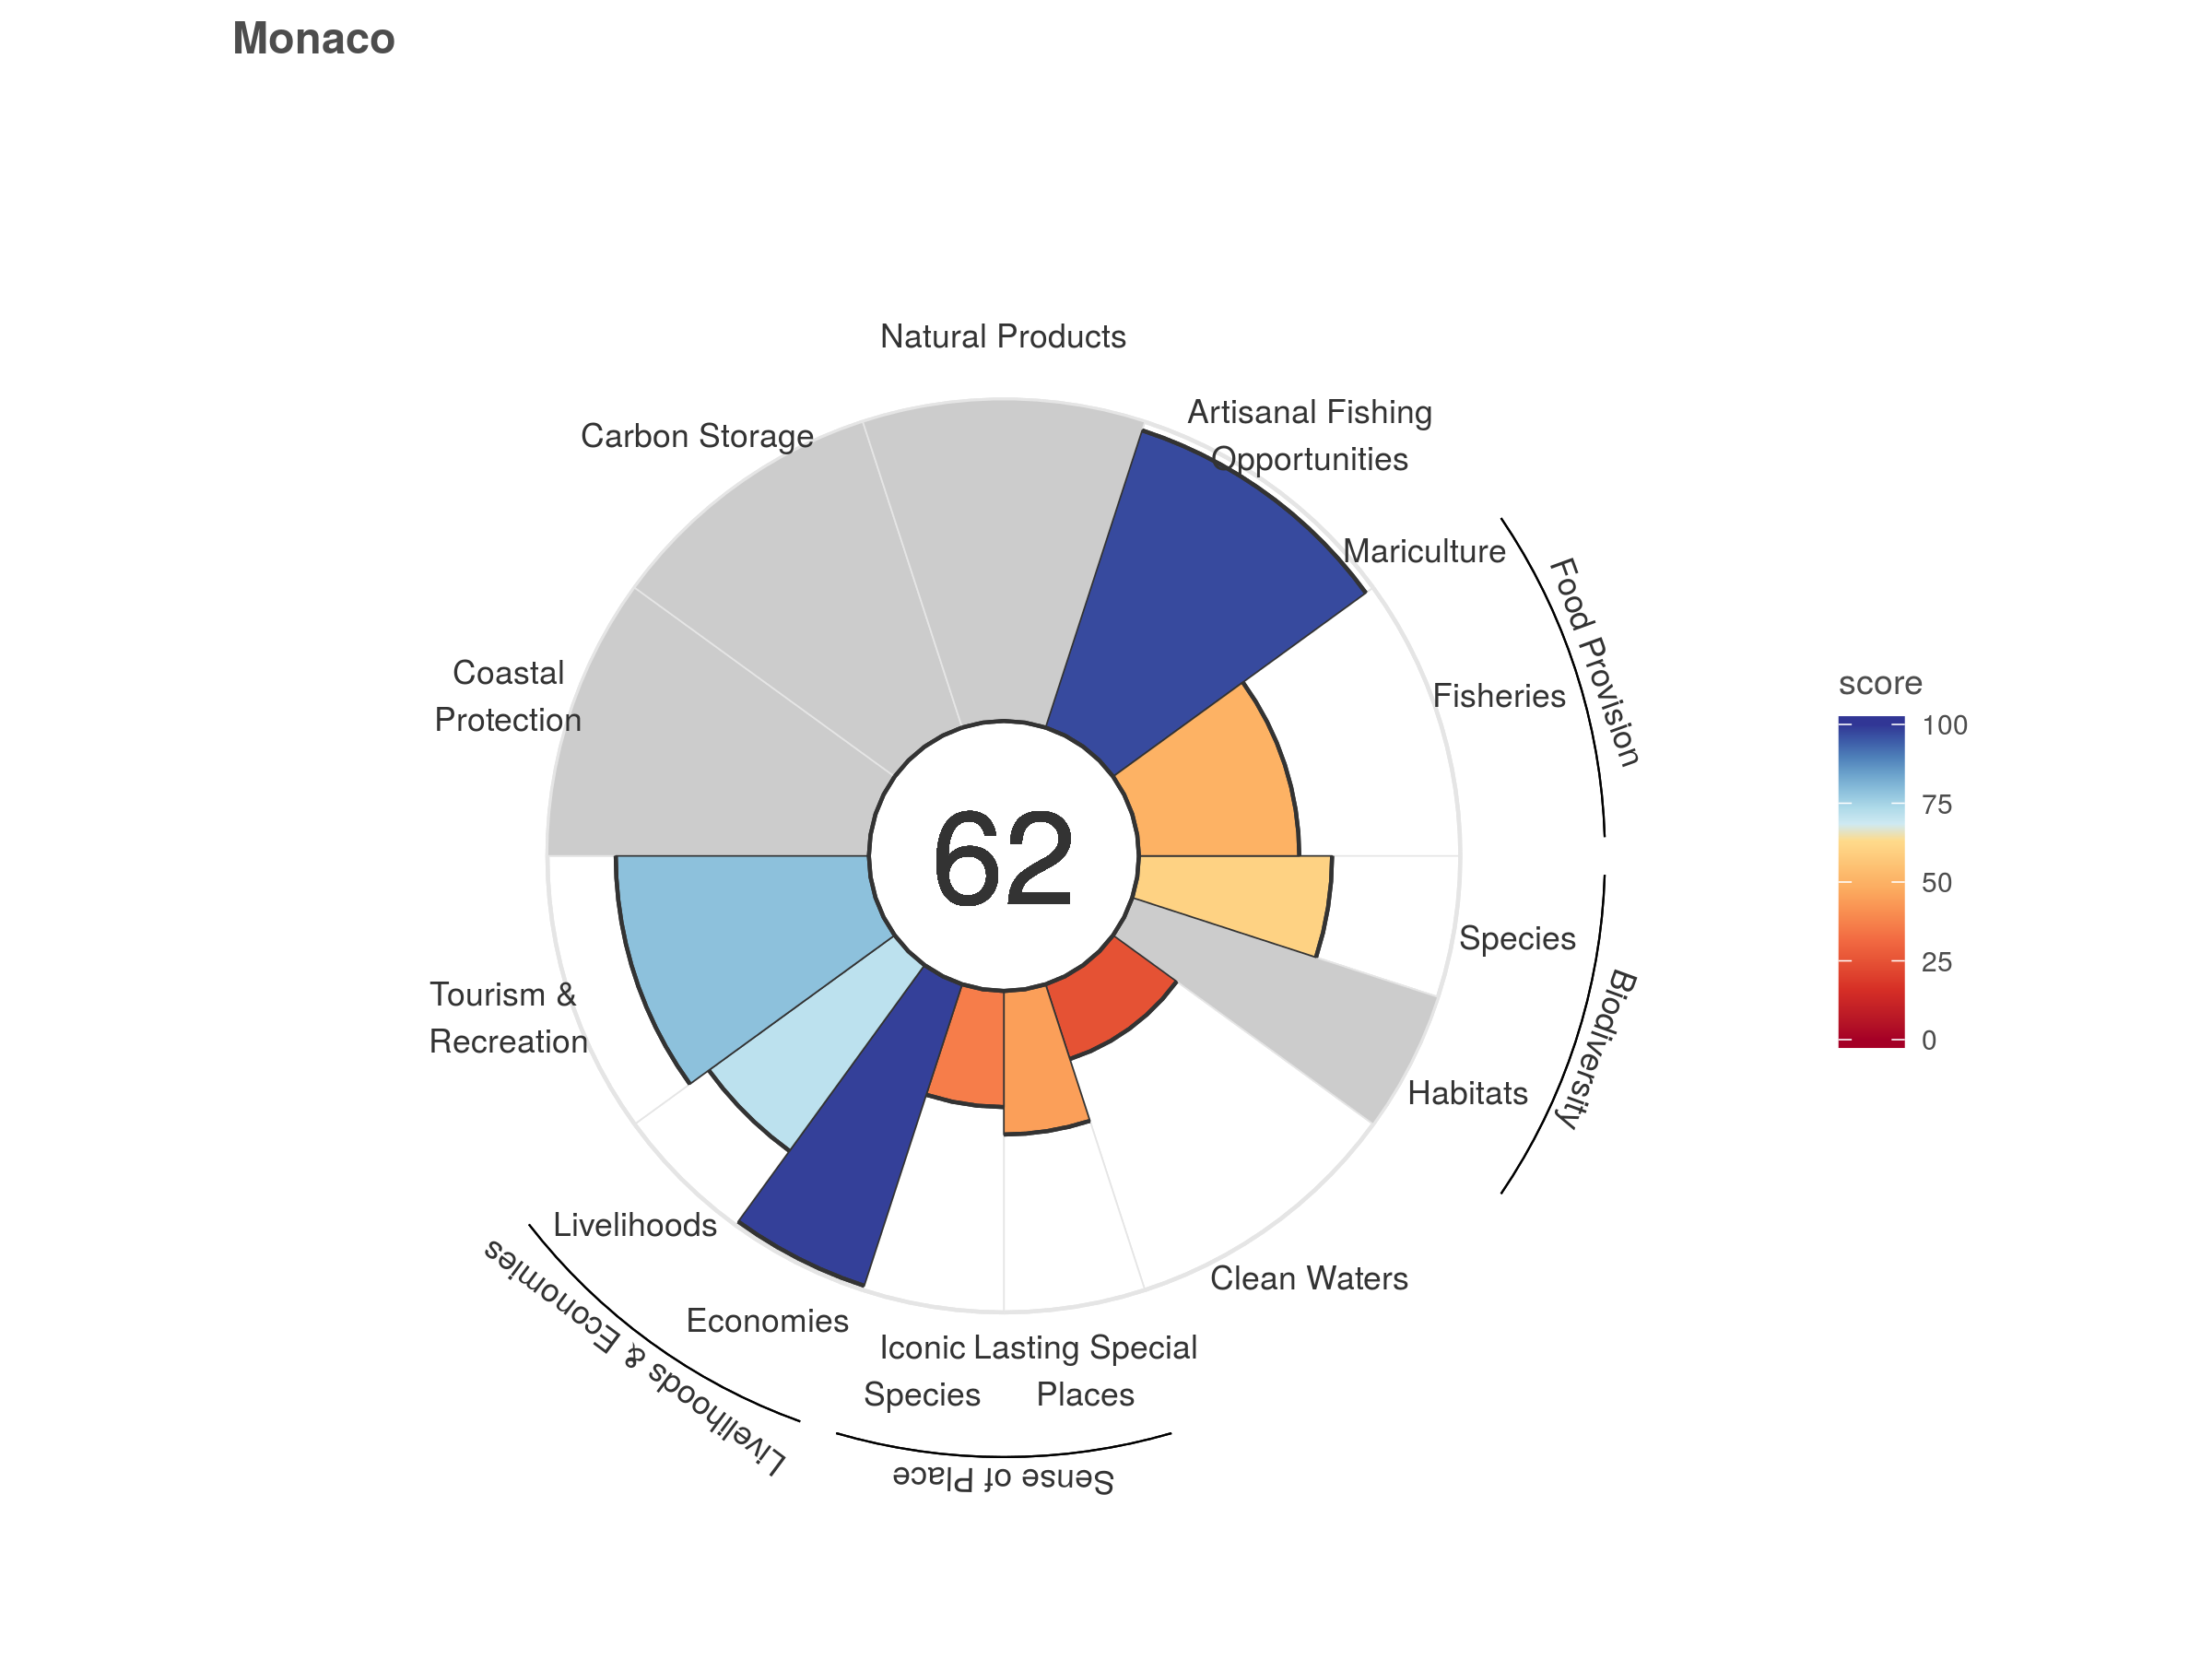 Monaco
Natural Products
Artisanal Fishing
Opportunities
Carbon Storage
Mariculture
Food Provision
Fisheries
Coastal
Protection
62
score
100
75
50
25
0
Species
Biodiversity
Habitats
Tourism &
Recreation
Livelihoods
Clean Waters
Economies
Livelihoods & Economies
Iconic
Species
Lasting Special
Places
Sense of Place